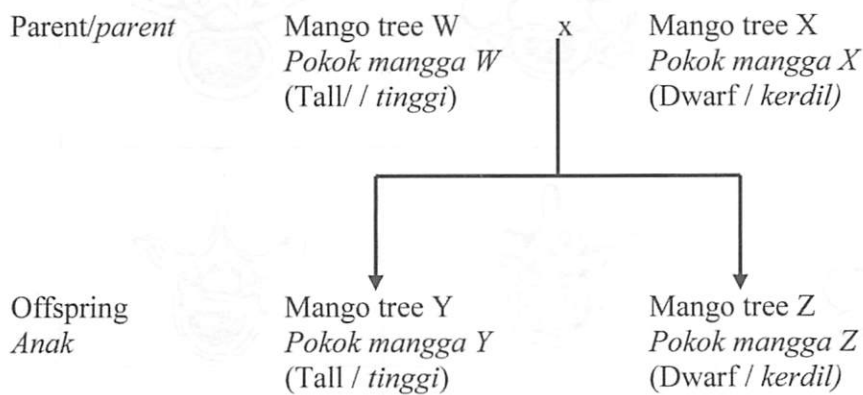 Parent/parent
Mango tree W x Mango tree X
Pokok mangga W Pokok mangga X
(Tall/ / tinggi) (Dwarf / kerdil)
Offspring
Anak
Mango tree Y Mango tree Z
Pokok mangga Y Pokok mangga Z
(Tall / tinggi) (Dwarf / kerdil)